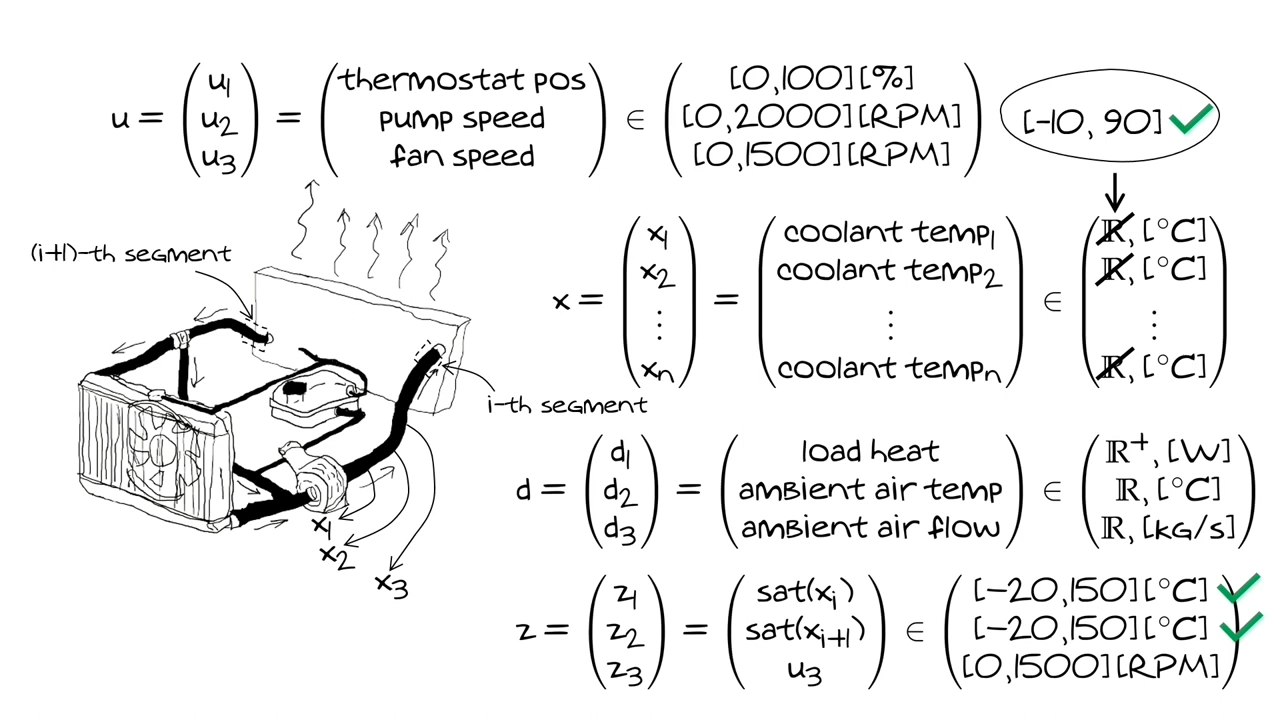 u = (u1 u2 u3) = (thermostat pos pump speed fan speed) ∈ ([0,100][%] [0,2000][RPM] [0,1500][RPM])
[-10, 90]
(i+1)-th segment
x = (x1 x2 ⋮ xn) = (coolant temp1 coolant temp2 ⋮ coolant tempn) ∈ (ℝ, [°C] ℝ, [°C] ⋮ ℝ, [°C])
i-th segment
d = (d1 d2 d3) = (load heat ambient air temp ambient air flow) ∈ (ℝ+, [W] ℝ, [°C] ℝ, [kg/s])
x1
x2
x3
z = (z1 z2 z3) = (sat(xi) sat(xi+1) u3) ∈ ([-20,150][°C] [-20,150][°C] [0,1500][RPM])